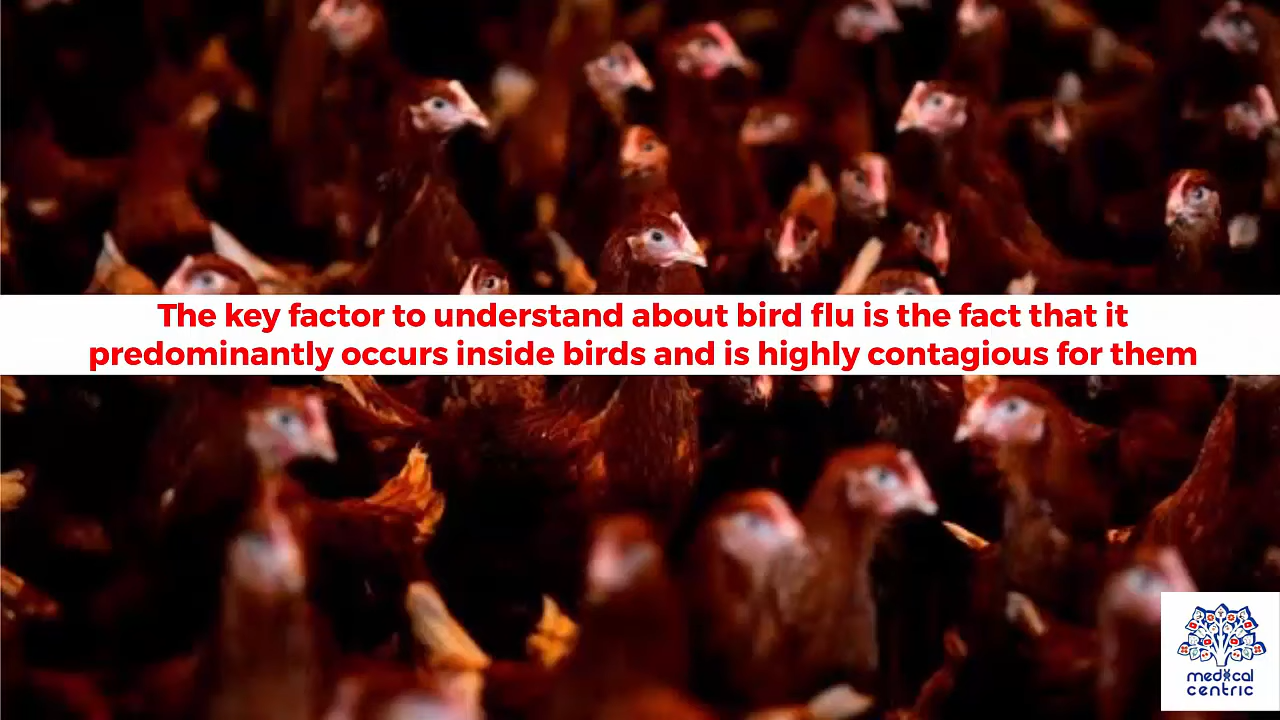 The key factor to understand about bird flu is the fact that it
predominantly occurs inside birds and is highly contagious for them
medical
centric